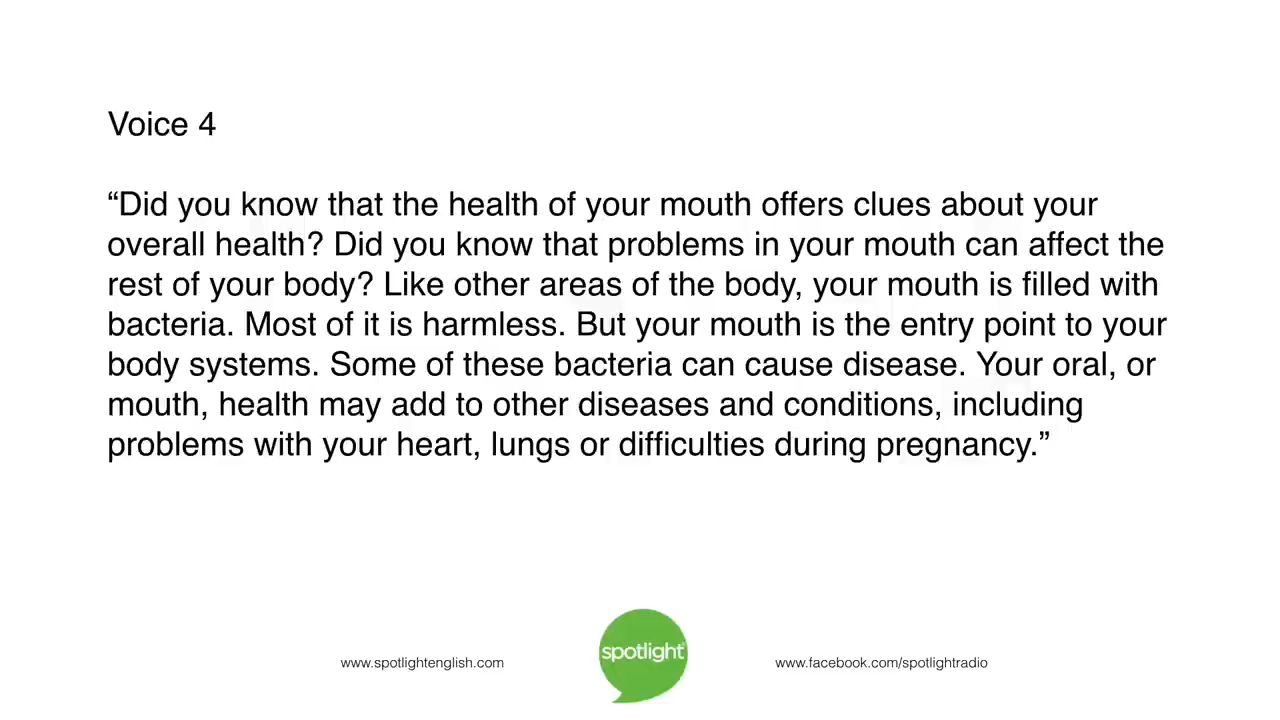 Voice 4
“Did you know that the health of your mouth offers clues about your
overall health? Did you know that problems in your mouth can affect the
rest of your body? Like other areas of the body, your mouth is filled with
bacteria. Most of it is harmless. But your mouth is the entry point to your
body systems. Some of these bacteria can cause disease. Your oral, or
mouth, health may add to other diseases and conditions, including
problems with your heart, lungs or difficulties during pregnancy.”
www.spotlightenglish.com
spotlight
www.facebook.com/spotlightradio